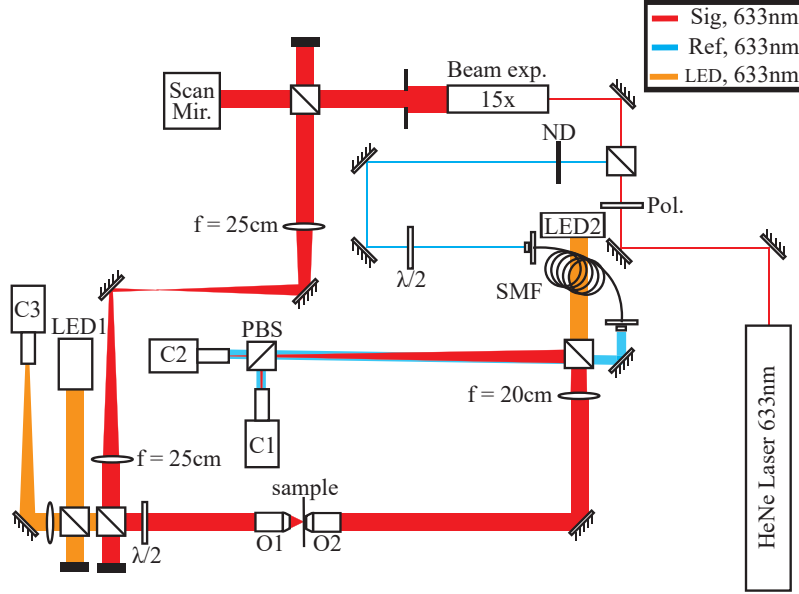 Sig, 633nm
Ref, 633nm
LED, 633nm
Beam exp.
15x
Scan
Mir.
ND
Pol.
f = 25cm
LED2
λ/2
SMF
C3
LED1
PBS
C2
C1
f = 20cm
f = 25cm
sample
λ/2
O1
O2
HeNe Laser 633nm